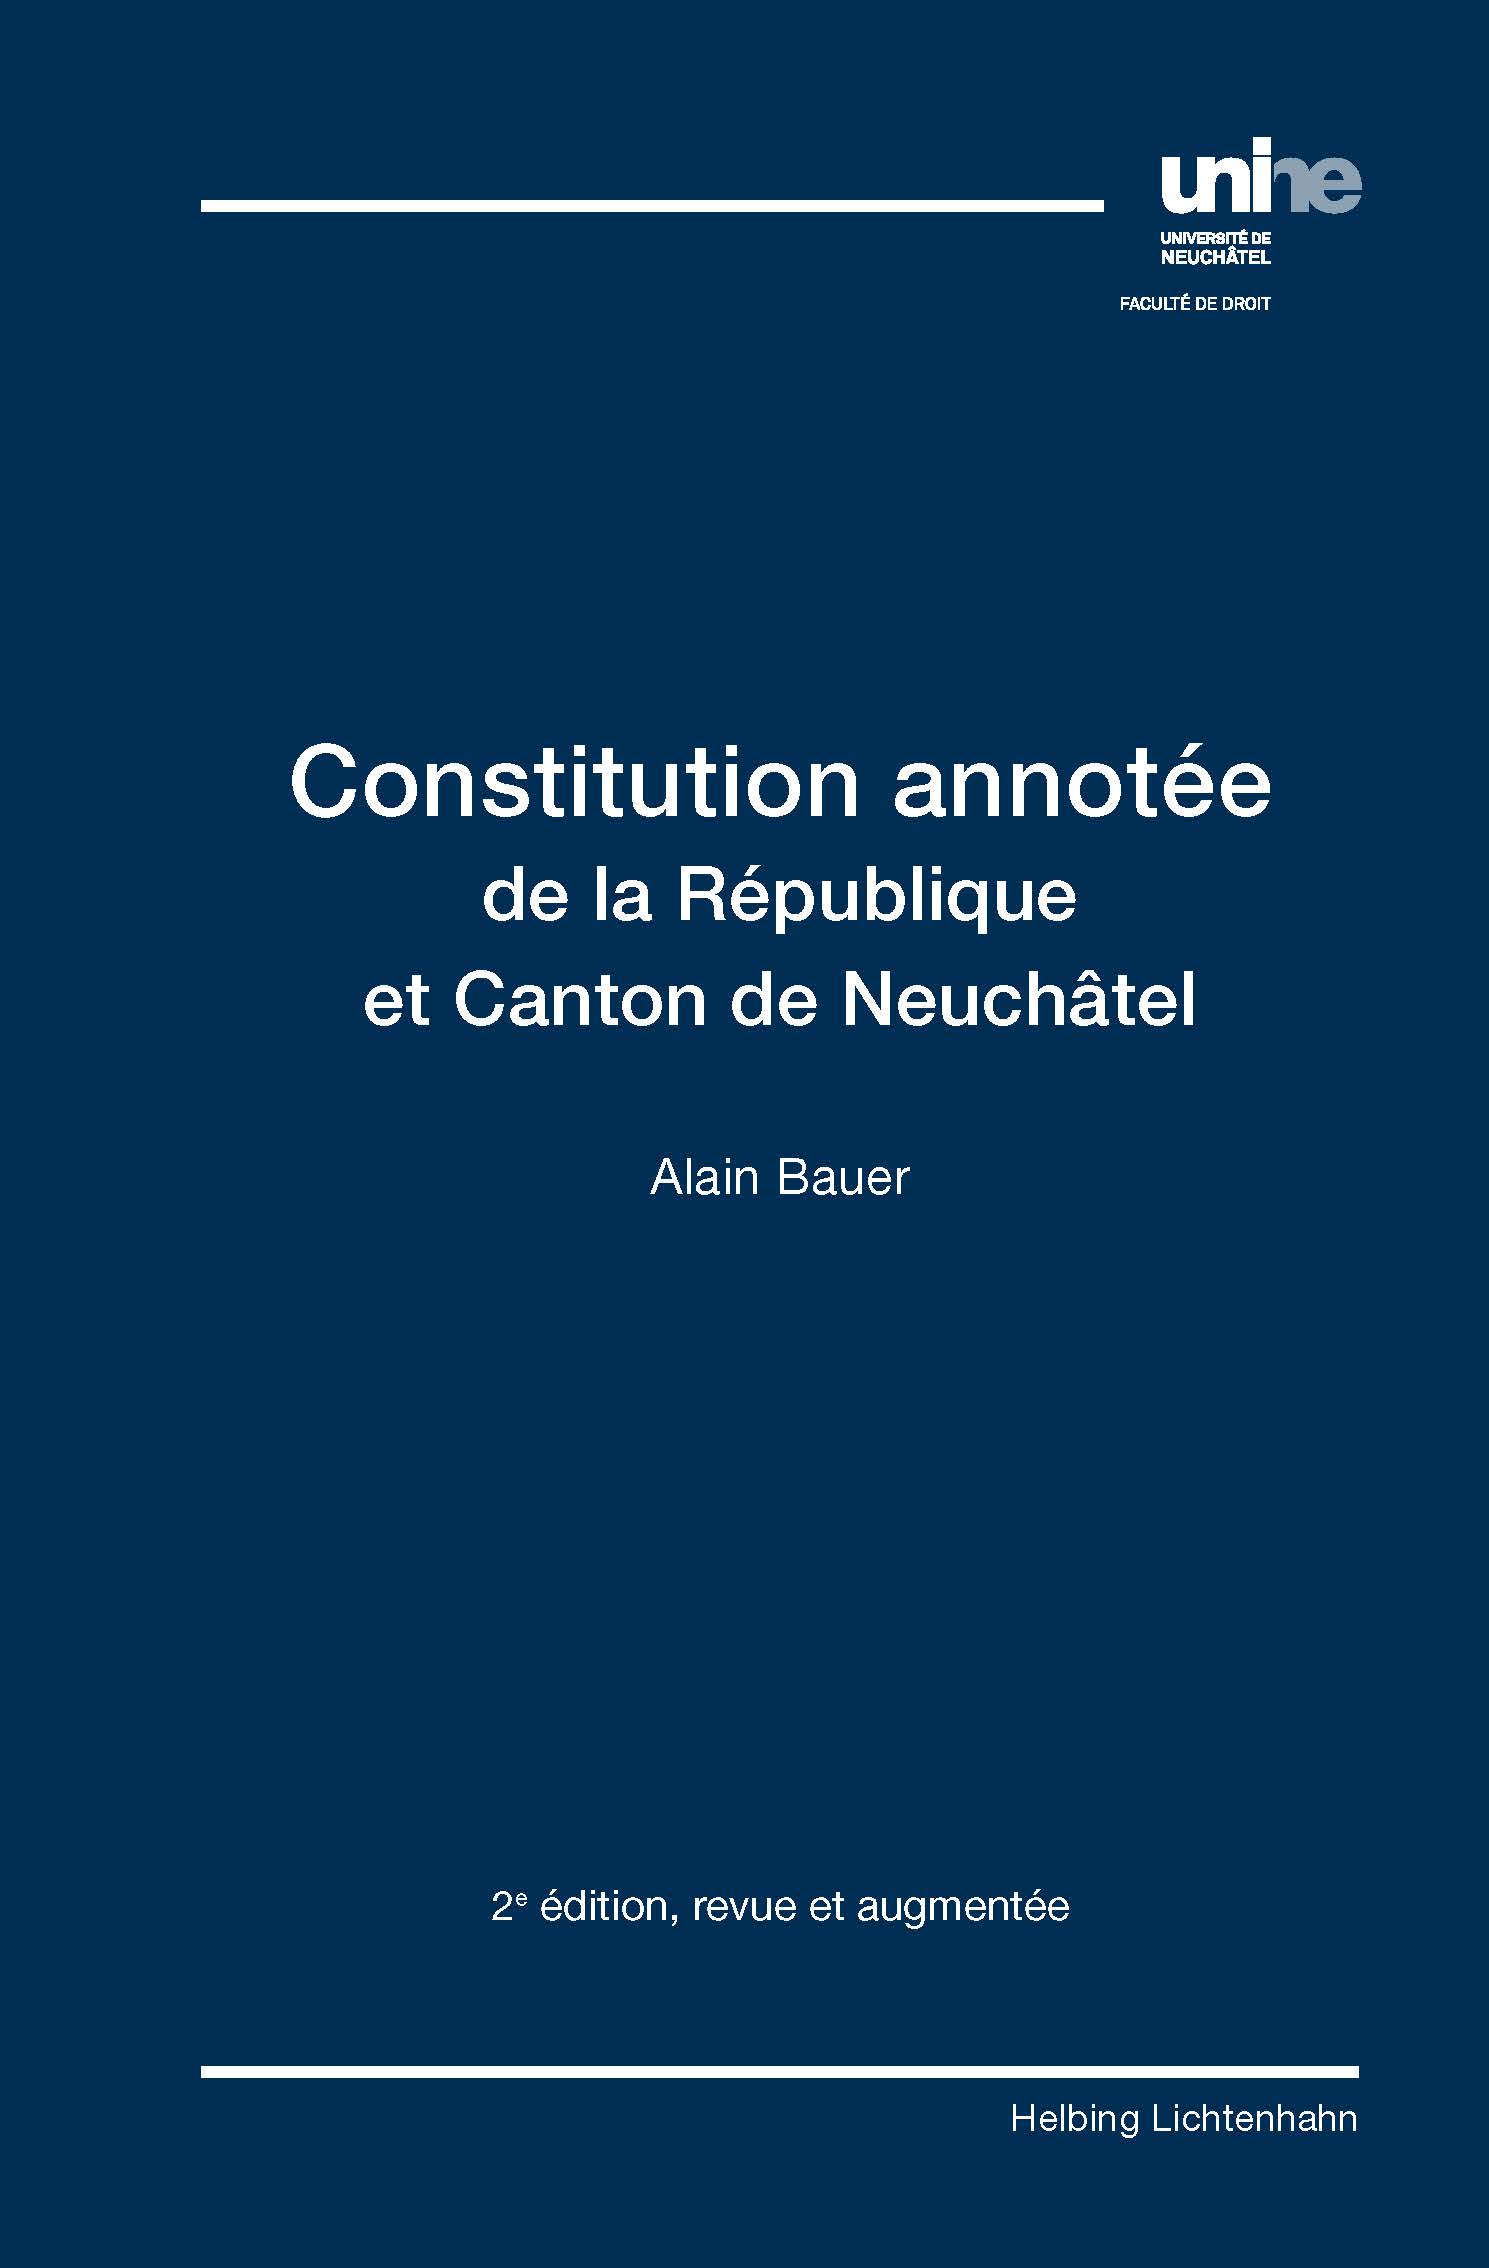 unine
UNIVERSITÉ DE
NEUCHÂTEL
FACULTÉ DE DROIT
Constitution annotée
de la République
et Canton de Neuchâtel
Alain Bauer
2e édition, revue et augmentée
Helbing Lichtenhahn